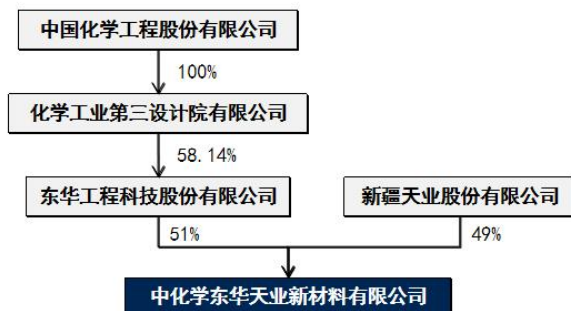 中国化学工程股份有限公司
100%
化学工业第三设计院有限公司
58.14%
东华工程科技股份有限公司
新疆天业股份有限公司
51%
49%
中化学东华天业新材料有限公司